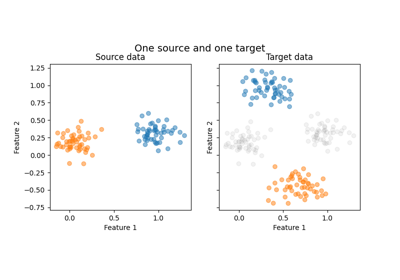 One source and one target
Source data
Target data
1.25
1.00
0.75
0.50
0.25
0.00
−0.25
−0.50
−0.75
Feature 2
Feature 2
0.0
0.5
1.0
0.0
0.5
1.0
Feature 1
Feature 1